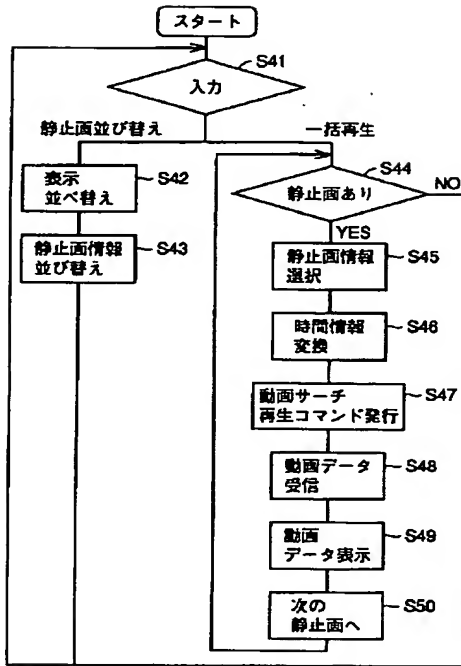 スタート
S41
入力
静止画並び替え
一括再生
S42
表示
並べ替え
S43
静止画情報
並び替え
S44
静止画あり
NO
YES
S45
静止画情報
選択
S46
時間情報
変換
S47
動画サーチ
再生コマンド発行
S48
動画データ
受信
S49
動画
データ表示
S50
次の
静止画へ